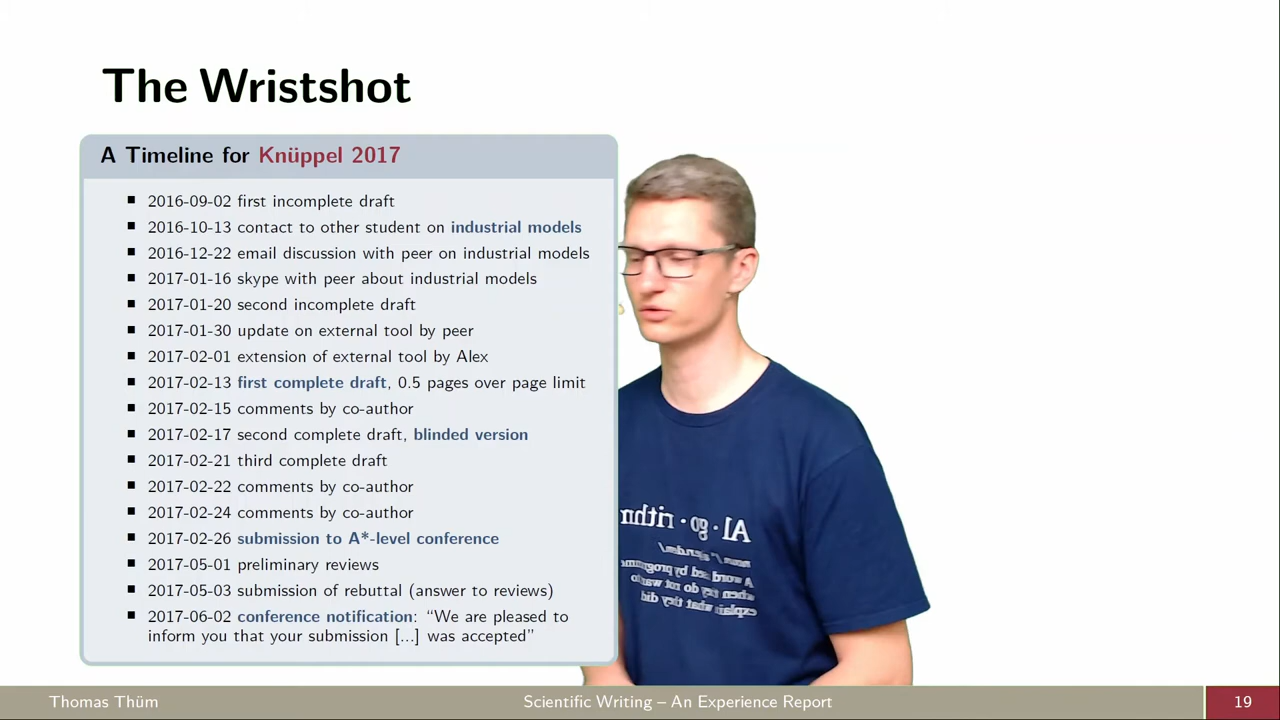 The Wristshot
A Timeline for Knüppel 2017
2016-09-02 first incomplete draft
2016-10-13 contact to other student on industrial models
2016-12-22 email discussion with peer on industrial models
2017-01-16 skype with peer about industrial models
2017-01-20 second incomplete draft
2017-01-30 update on external tool by peer
2017-02-01 extension of external tool by Alex
2017-02-13 first complete draft, 0.5 pages over page limit
2017-02-15 comments by co-author
2017-02-17 second complete draft, blinded version
2017-02-21 third complete draft
2017-02-22 comments by co-author
2017-02-24 comments by co-author
2017-02-26 submission to A*-level conference
2017-05-01 preliminary reviews
2017-05-03 submission of rebuttal (answer to reviews)
2017-06-02 conference notification: “We are pleased to
inform you that your submission [...] was accepted”
Al·go·rithm
explain what they did
Thomas Thüm
Scientific Writing – An Experience Report
19